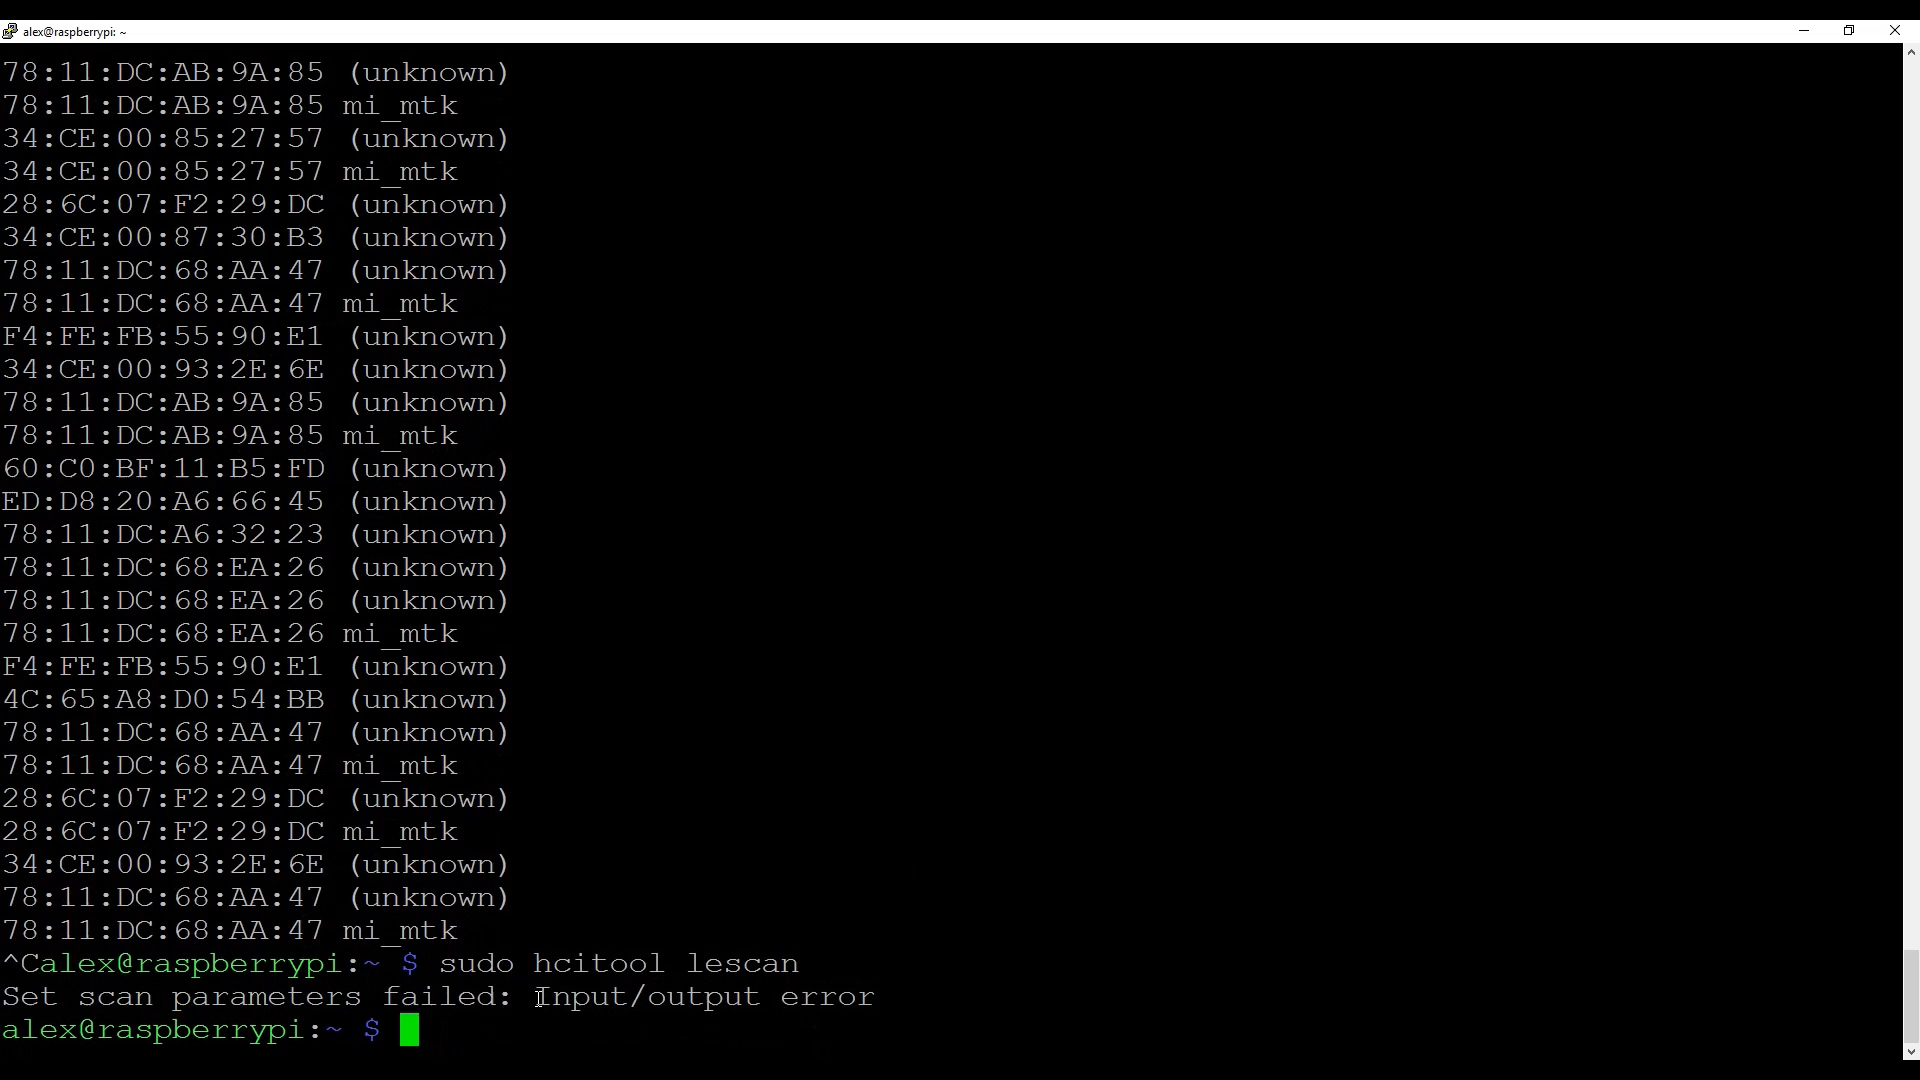 alex@raspberrypi: ~
78:11:DC:AB:9A:85 (unknown)
78:11:DC:AB:9A:85 mi_mtk
34:CE:00:85:27:57 (unknown)
34:CE:00:85:27:57 mi_mtk
28:6C:07:F2:29:DC (unknown)
34:CE:00:87:30:B3 (unknown)
78:11:DC:68:AA:47 (unknown)
78:11:DC:68:AA:47 mi_mtk
F4:FE:FB:55:90:E1 (unknown)
34:CE:00:93:2E:6E (unknown)
78:11:DC:AB:9A:85 (unknown)
78:11:DC:AB:9A:85 mi_mtk
60:C0:BF:11:B5:FD (unknown)
ED:D8:20:A6:66:45 (unknown)
78:11:DC:A6:32:23 (unknown)
78:11:DC:68:EA:26 (unknown)
78:11:DC:68:EA:26 (unknown)
78:11:DC:68:EA:26 mi_mtk
F4:FE:FB:55:90:E1 (unknown)
4C:65:A8:D0:54:BB (unknown)
78:11:DC:68:AA:47 (unknown)
78:11:DC:68:AA:47 mi_mtk
28:6C:07:F2:29:DC (unknown)
28:6C:07:F2:29:DC mi_mtk
34:CE:00:93:2E:6E (unknown)
78:11:DC:68:AA:47 (unknown)
78:11:DC:68:AA:47 mi_mtk
^Calex@raspberrypi:~ $ sudo hcitool lescan
Set scan parameters failed: Input/output error
alex@raspberrypi:~ $